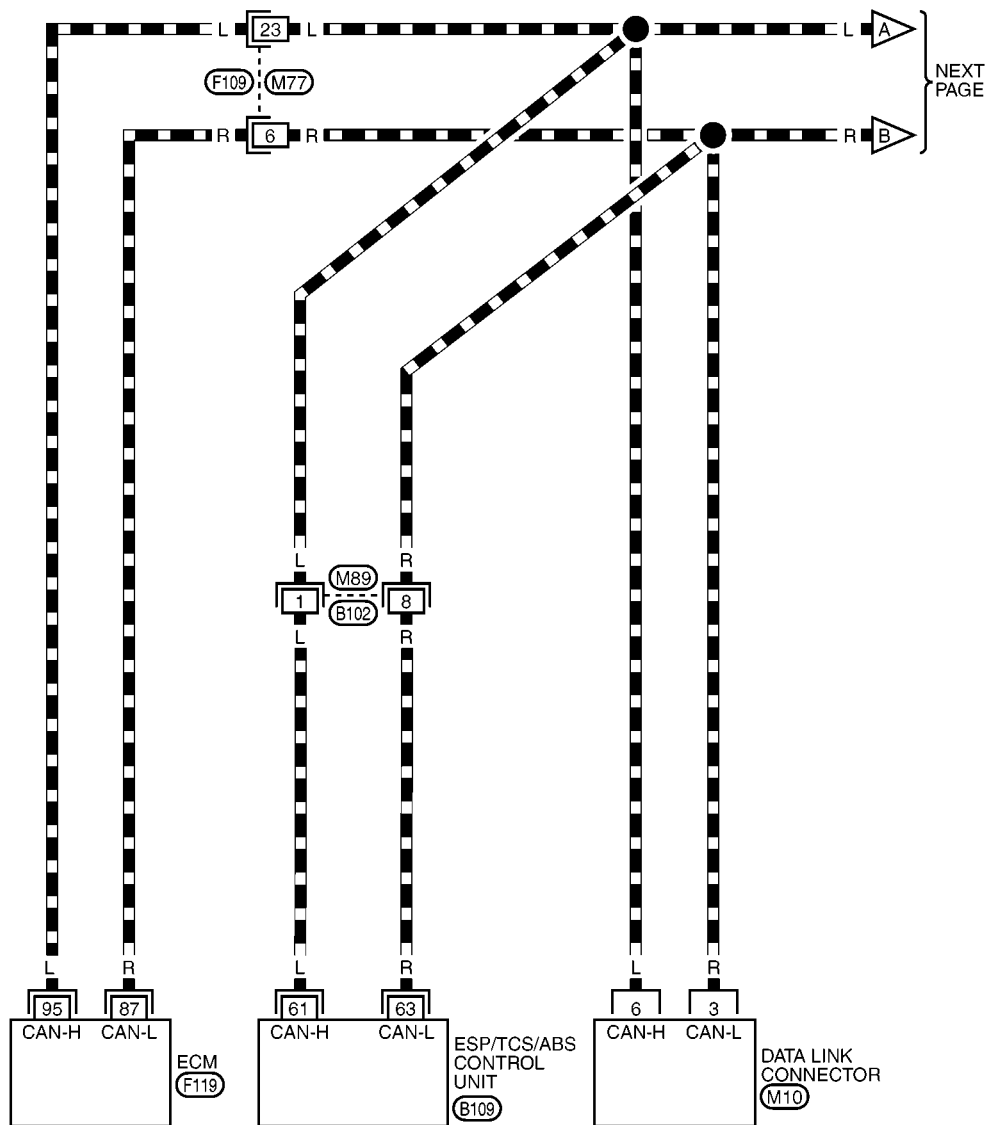 L 23 L L A
F109 M77
NEXT
PAGE
R 6 R R B
L R
M89
1 8
B102
L R
L R L R L R
95 87 61 63 6 3
CAN-H CAN-L CAN-H CAN-L CAN-H CAN-L
ECM
F119
ESP/TCS/ABS
CONTROL
UNIT
B109
DATA LINK
CONNECTOR
M10